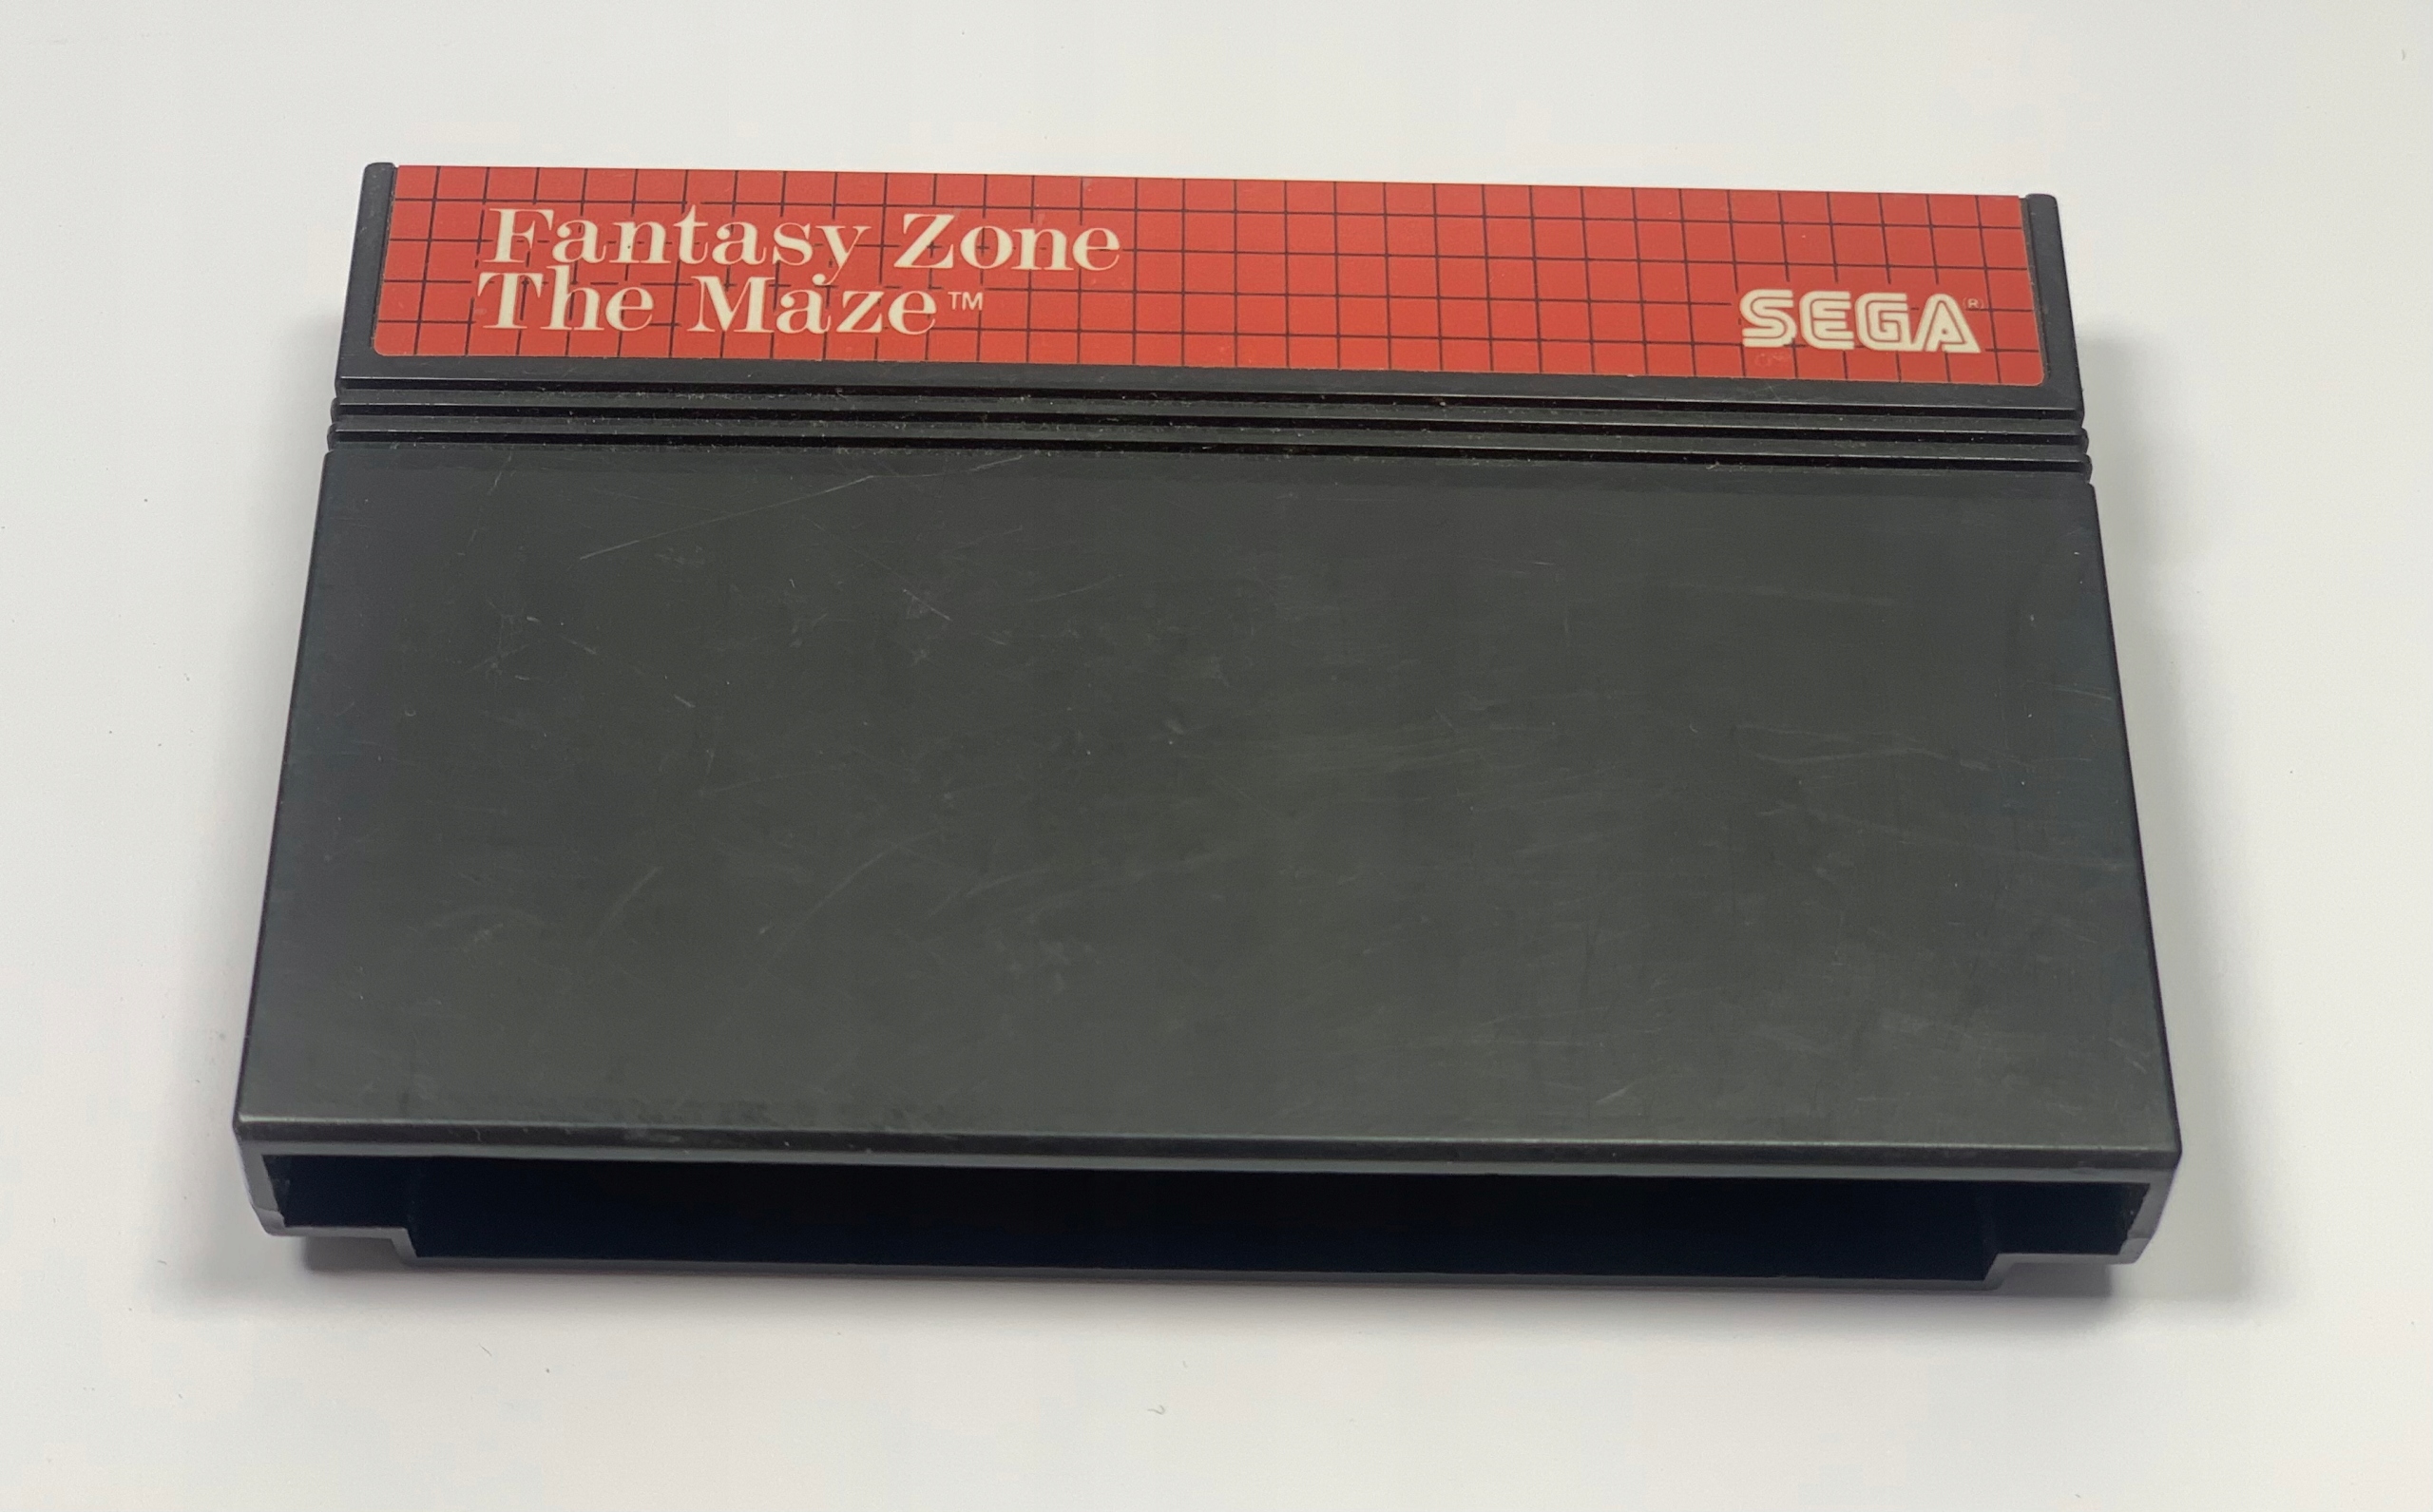 Fantasy Zone
The Maze™
SEGA®